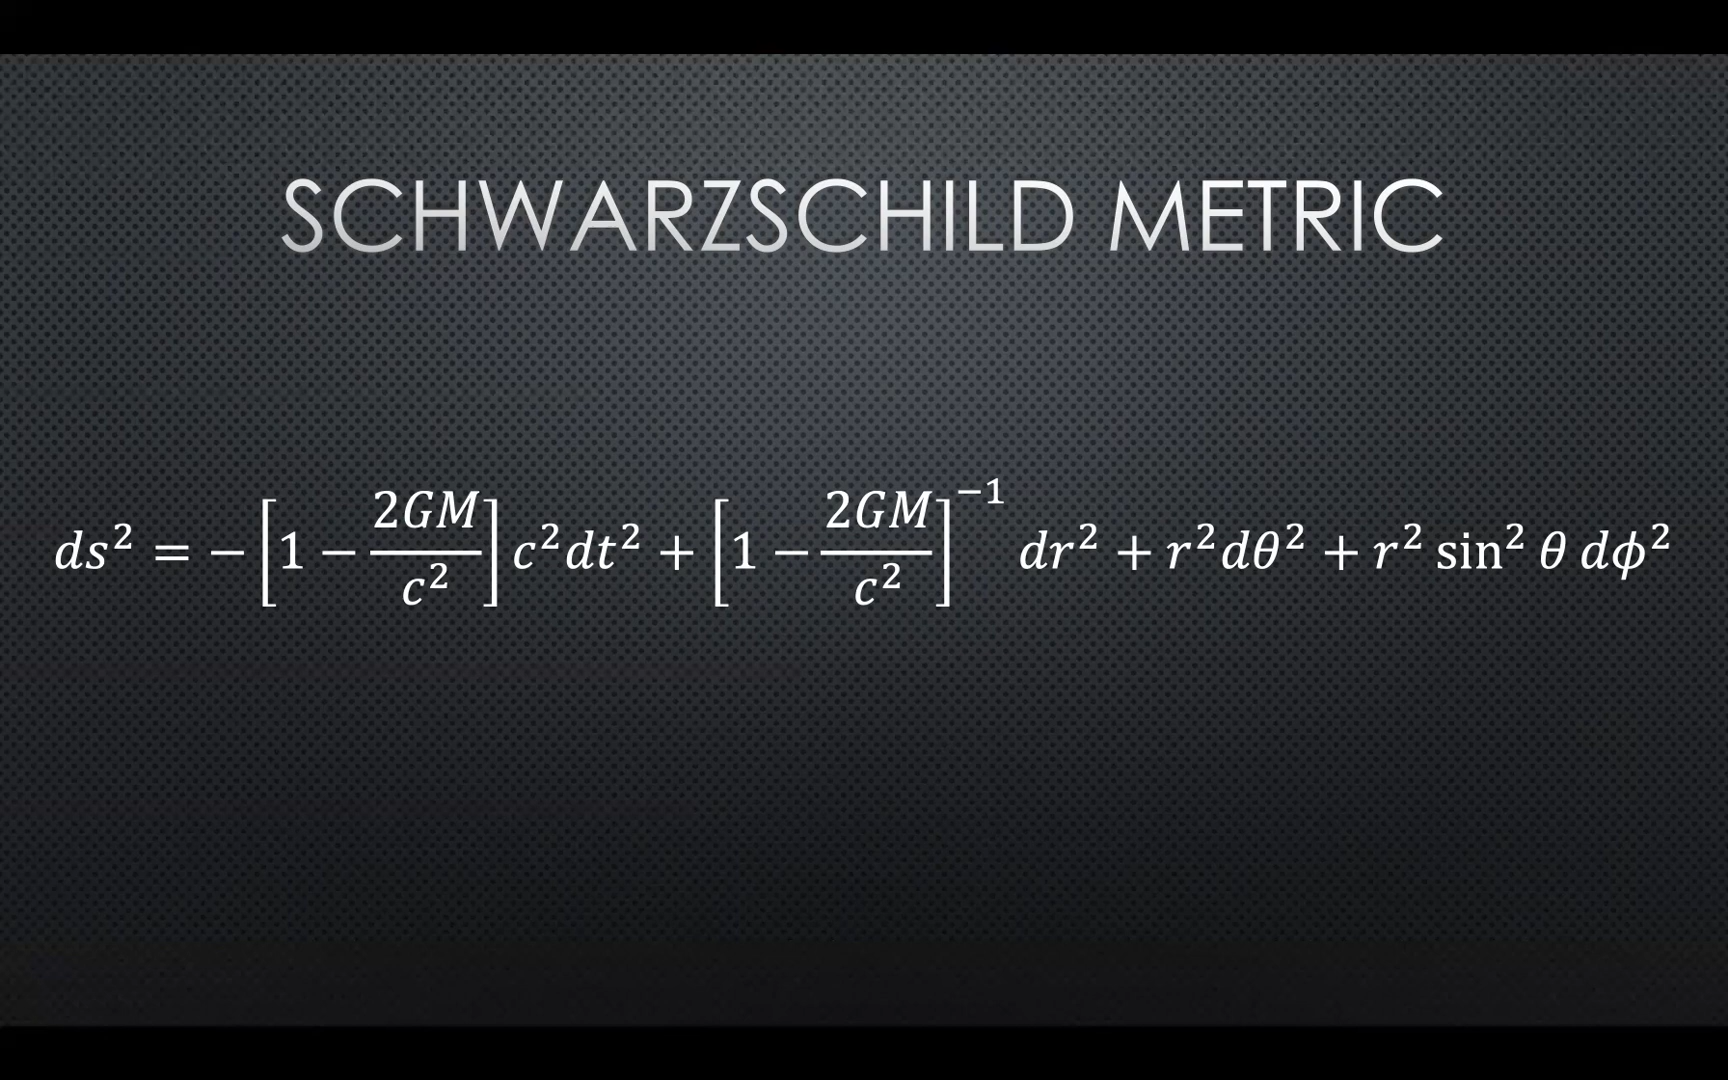 SCHWARZSCHILD METRIC
ds² = −[1 − 2GM/c²] c²dt² + [1 − 2GM/c²]⁻¹ dr² + r²dθ² + r² sin² θ dϕ²